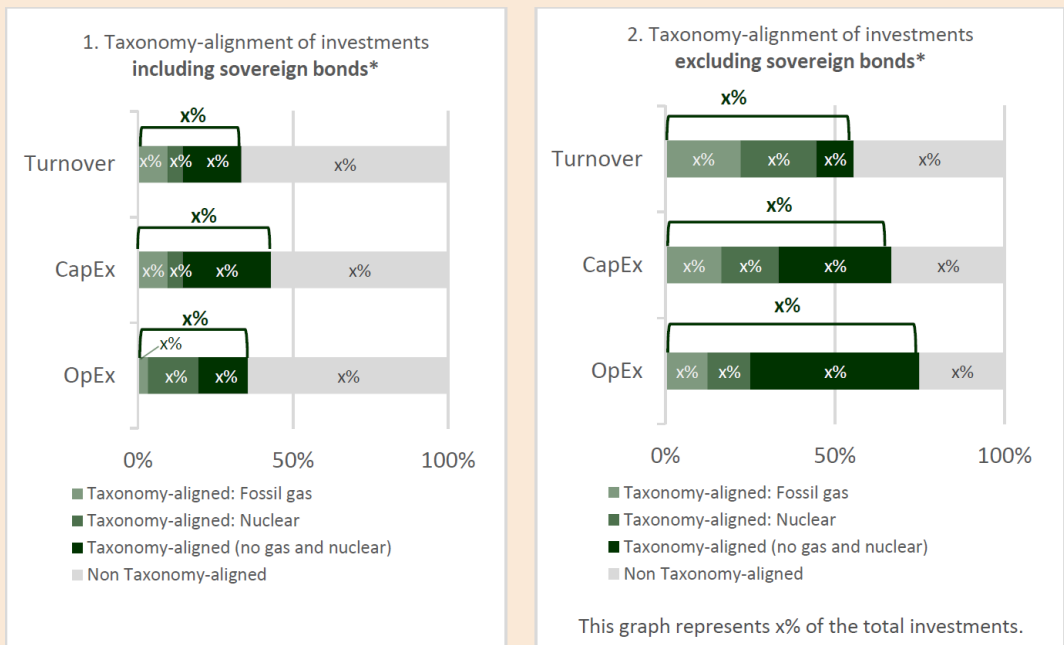 1. Taxonomy-alignment of investments
including sovereign bonds*
x%
Turnover
x% x% x% x%
x%
CapEx
x% x% x% x%
x%
x%
OpEx
x% x% x%
0% 50% 100%
Taxonomy-aligned: Fossil gas
Taxonomy-aligned: Nuclear
Taxonomy-aligned (no gas and nuclear)
Non Taxonomy-aligned
2. Taxonomy-alignment of investments
excluding sovereign bonds*
x%
Turnover
x% x% x% x%
x%
CapEx
x% x% x% x%
x%
OpEx
x% x% x% x%
0% 50% 100%
Taxonomy-aligned: Fossil gas
Taxonomy-aligned: Nuclear
Taxonomy-aligned (no gas and nuclear)
Non Taxonomy-aligned
This graph represents x% of the total investments.